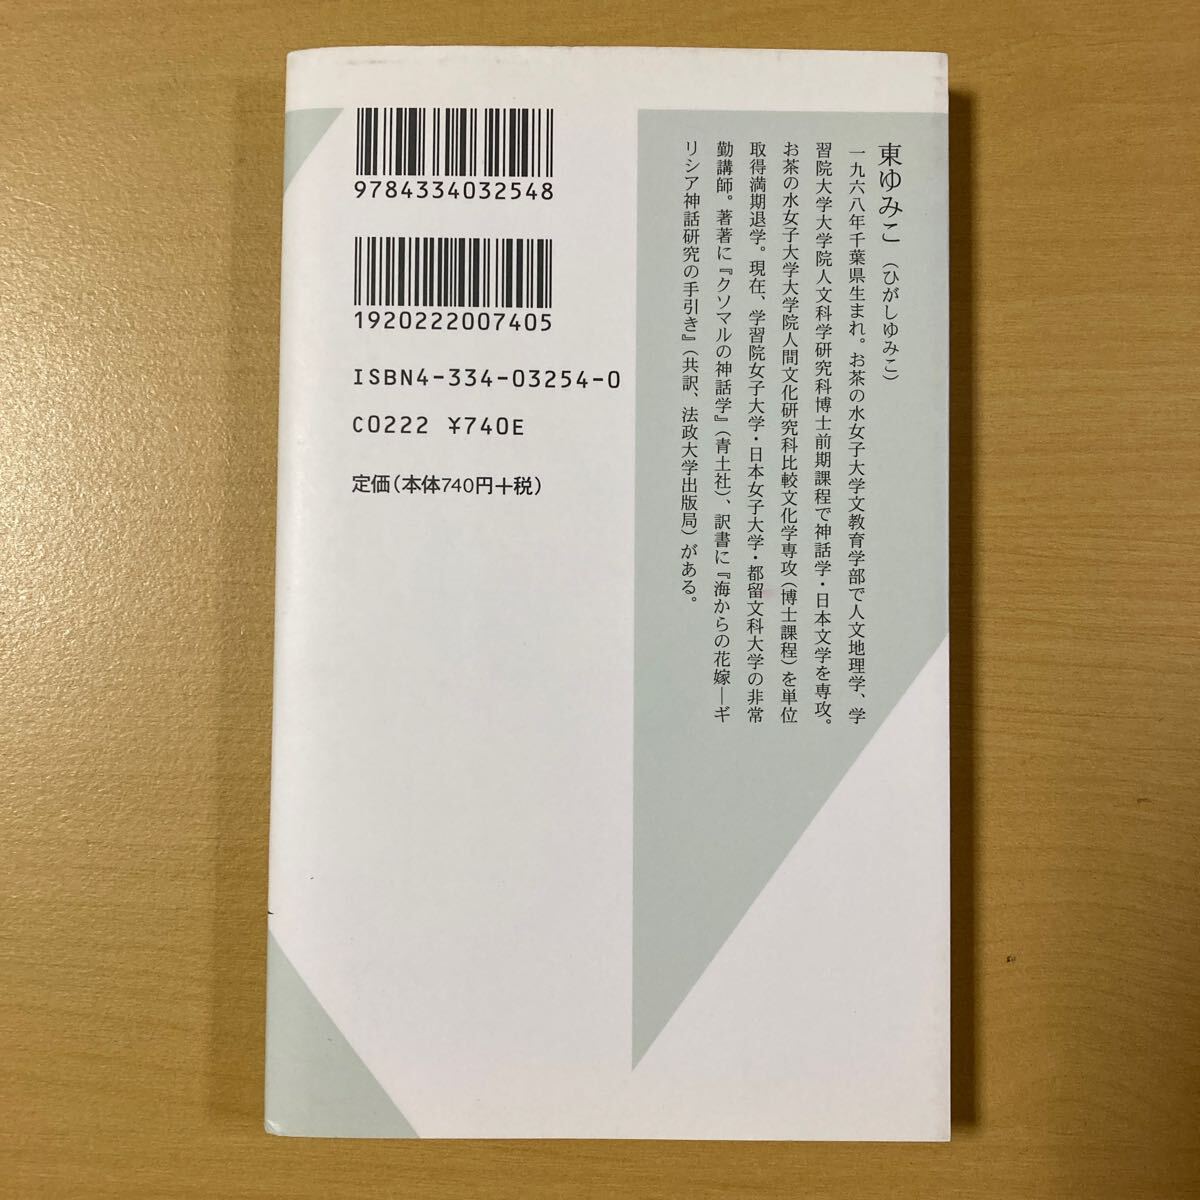 東ゆみこ(ひがしゆみこ)
一九六八年千葉県生まれ。お茶の水女子大学文教育学部で人文地理学、学
習院大学大学院人文科学研究科博士前期課程で神話学・日本文学を専攻。
お茶の水女子大学大学院人間文化研究科比較文化学専攻(博士課程)を単位
取得満期退学。現在、学習院女子大学・日本女子大学・都留文科大学の非常
勤講師。著著に『クソマルの神話学』(青土社)、訳書に『海からの花嫁―ギ
リシア神話研究の手引き』(共訳、法政大学出版局)がある。
9784334032548
1920222007405
ISBN4-334-03254-0
C0222 ¥740E
定価(本体740円+税)